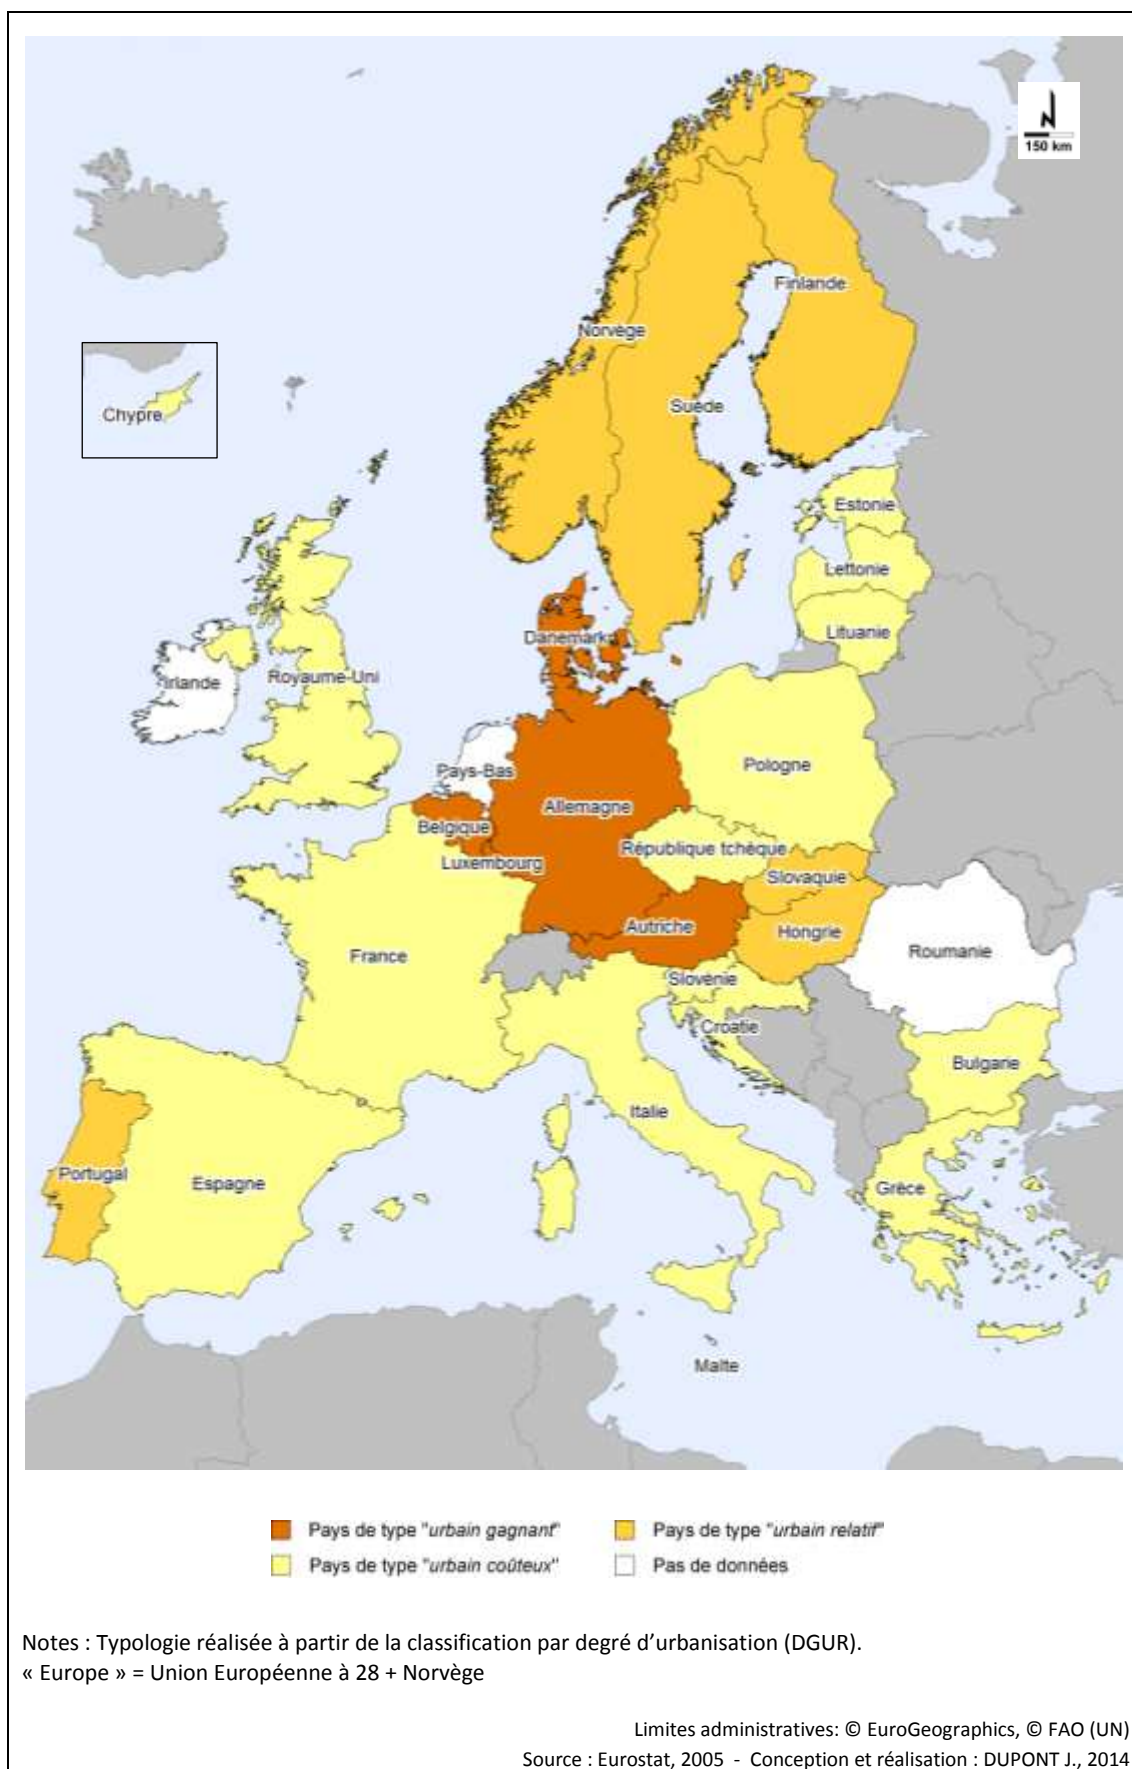 150 km
Finlande
Norvège
Chypre
Suède
Estonie
Lettonie
Lituanie
Danemark
Irlande
Royaume-Uni
Pays-Bas
Pologne
Allemagne
Belgique
République tchèque
Luxembourg
Slovaquie
Autriche
Hongrie
France
Roumanie
Slovénie
Croatie
Bulgarie
Italie
Portugal
Espagne
Grèce
Malte
Pays de type "urbain gagnant"
Pays de type "urbain relatif"
Pays de type "urbain coûteux"
Pas de données
Notes : Typologie réalisée à partir de la classification par degré d’urbanisation (DGUR).
« Europe » = Union Européenne à 28 + Norvège
Limites administratives: © EuroGeographics, © FAO (UN)
Source : Eurostat, 2005 - Conception et réalisation : DUPONT J., 2014